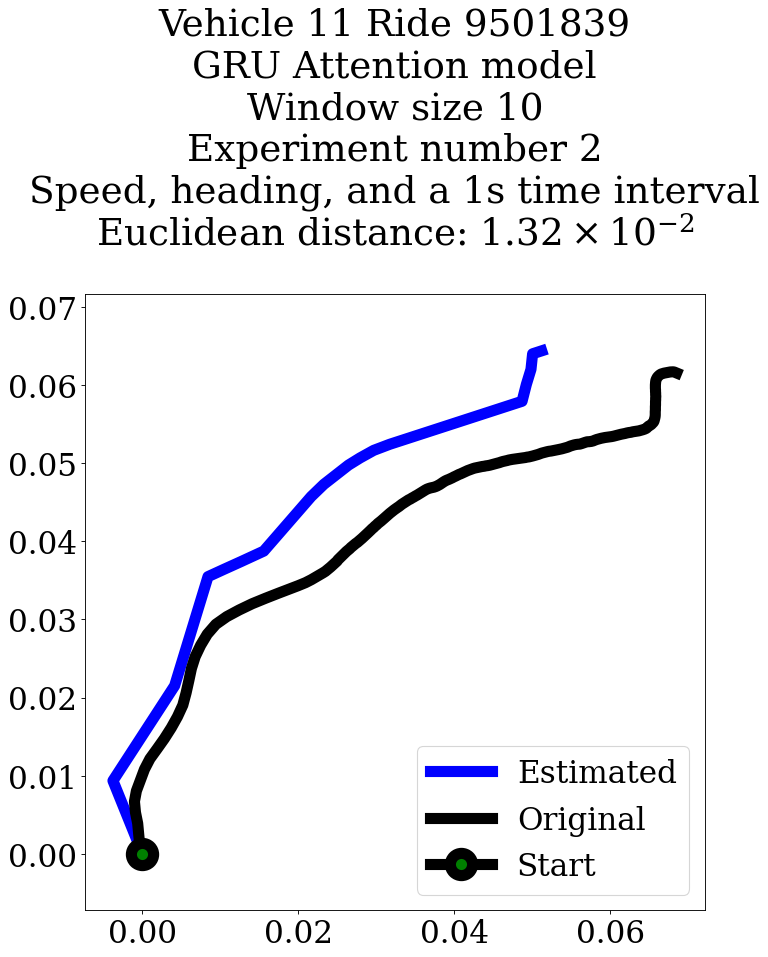 Vehicle 11 Ride 9501839
GRU Attention model
Window size 10
Experiment number 2
Speed, heading, and a 1s time interval
Euclidean distance: 1.32 × 10⁻²
0.07
0.06
0.05
0.04
0.03
0.02
0.01
0.00
Estimated
Original
Start
0.00 0.02 0.04 0.06